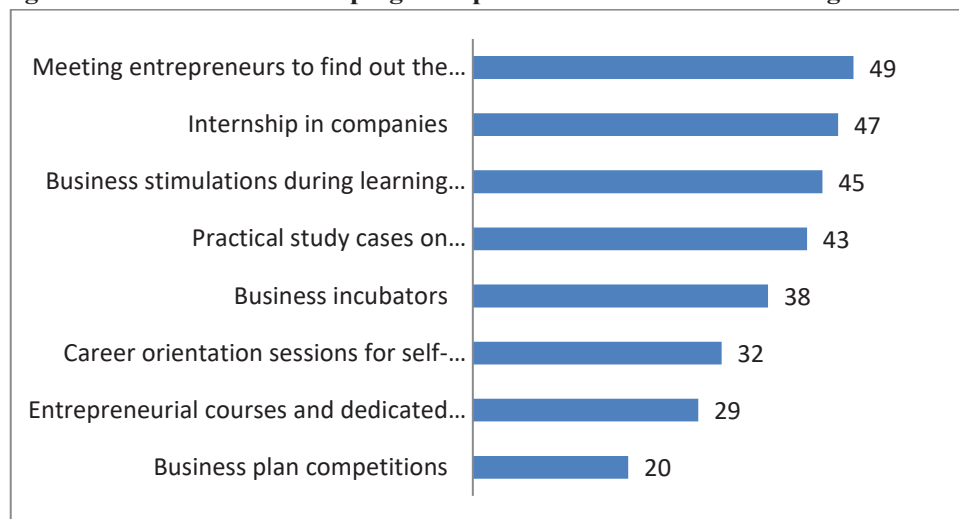 Meeting entrepreneurs to find out the... 49
Internship in companies 47
Business stimulations during learning... 45
Practical study cases on... 43
Business incubators 38
Career orientation sessions for self-... 32
Entrepreneurial courses and dedicated... 29
Business plan competitions 20